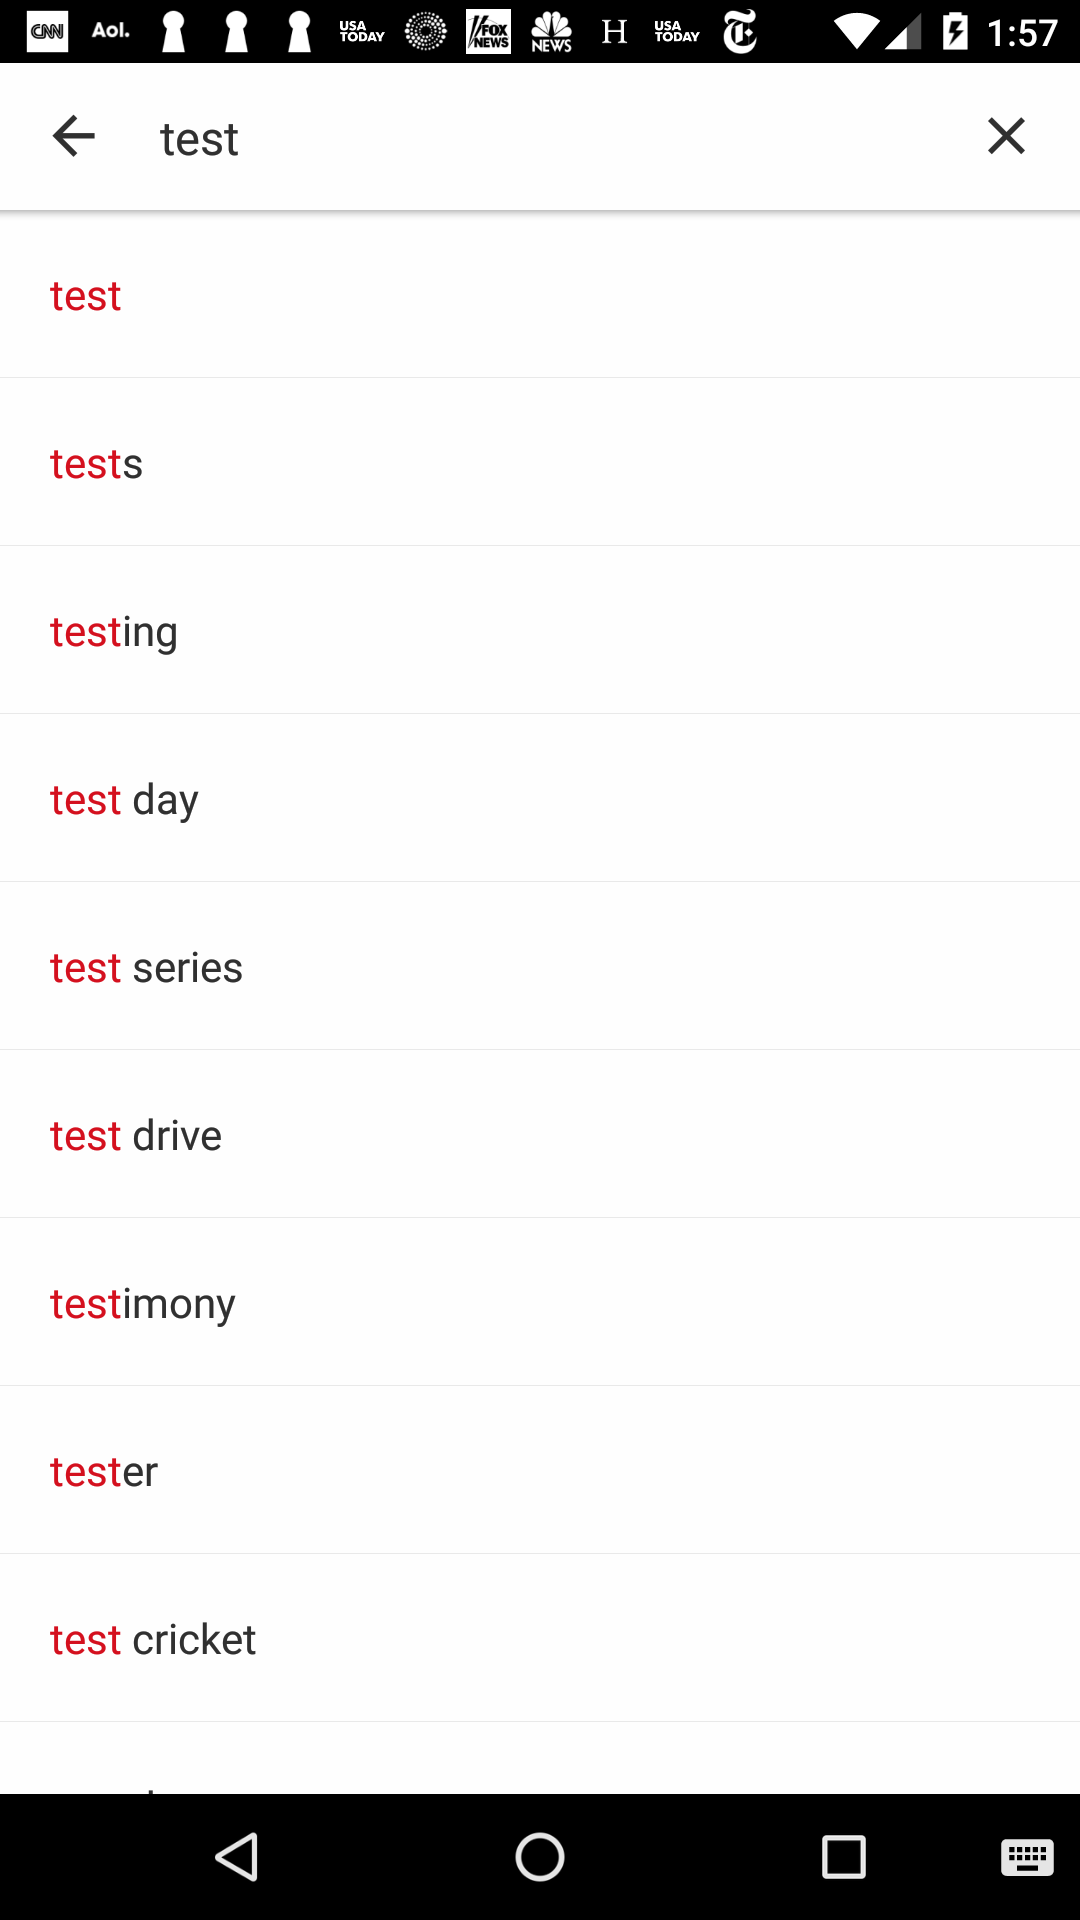 CNN Aol. USA TODAY FOX NEWS NBC NEWS H USA TODAY T 1:57
test
test
tests
testing
test day
test series
test drive
testimony
tester
test cricket